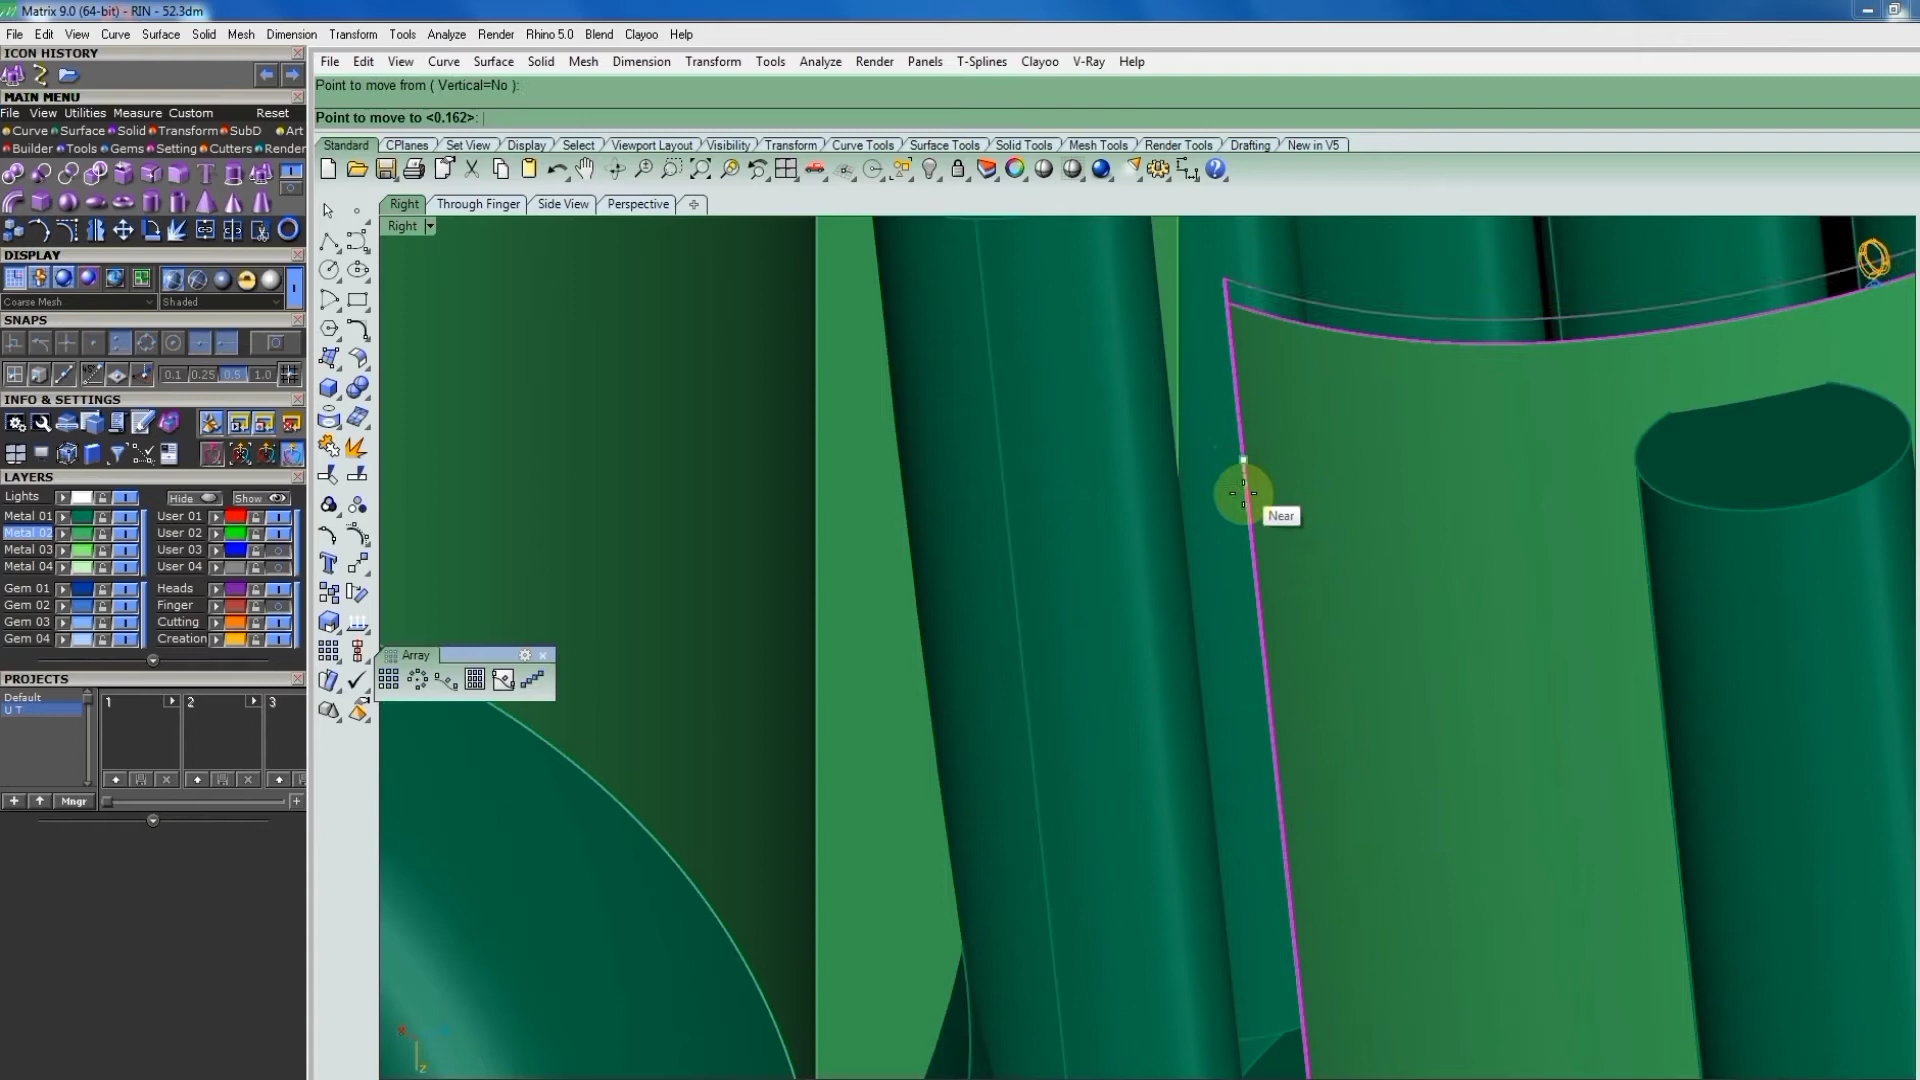 Matrix 9.0 (64-bit) - RIN - 52.3dm
File Edit View Curve Surface Solid Mesh Dimension Transform Tools Analyze Render Rhino 5.0 Blend Clayoo Help
ICON HISTORY
MAIN MENU
File View Utilities Measure Custom Reset
Curve Surface Solid Transform SubD Art
Builder Tools Gems Setting Cutters Render
DISPLAY
Coarse Mesh Shaded
SNAPS
0.1 0.25 0.5 1.0
INFO & SETTINGS
LAYERS
Lights Hide Show
Metal 01 User 01
Metal 02 User 02
Metal 03 User 03
Metal 04 User 04
Gem 01 Heads
Gem 02 Finger
Gem 03 Cutting
Gem 04 Creation
PROJECTS
Default
U T
1 2 3
Mngr
File Edit View Curve Surface Solid Mesh Dimension Transform Tools Analyze Render Panels T-Splines Clayoo V-Ray Help
Point to move from ( Vertical=No ):
Point to move to <0.162>:
Standard CPlanes Set View Display Select Viewport Layout Visibility Transform Curve Tools Surface Tools Solid Tools Mesh Tools Render Tools Drafting New in V5
Right Through Finger Side View Perspective
Right
Near
Array
z